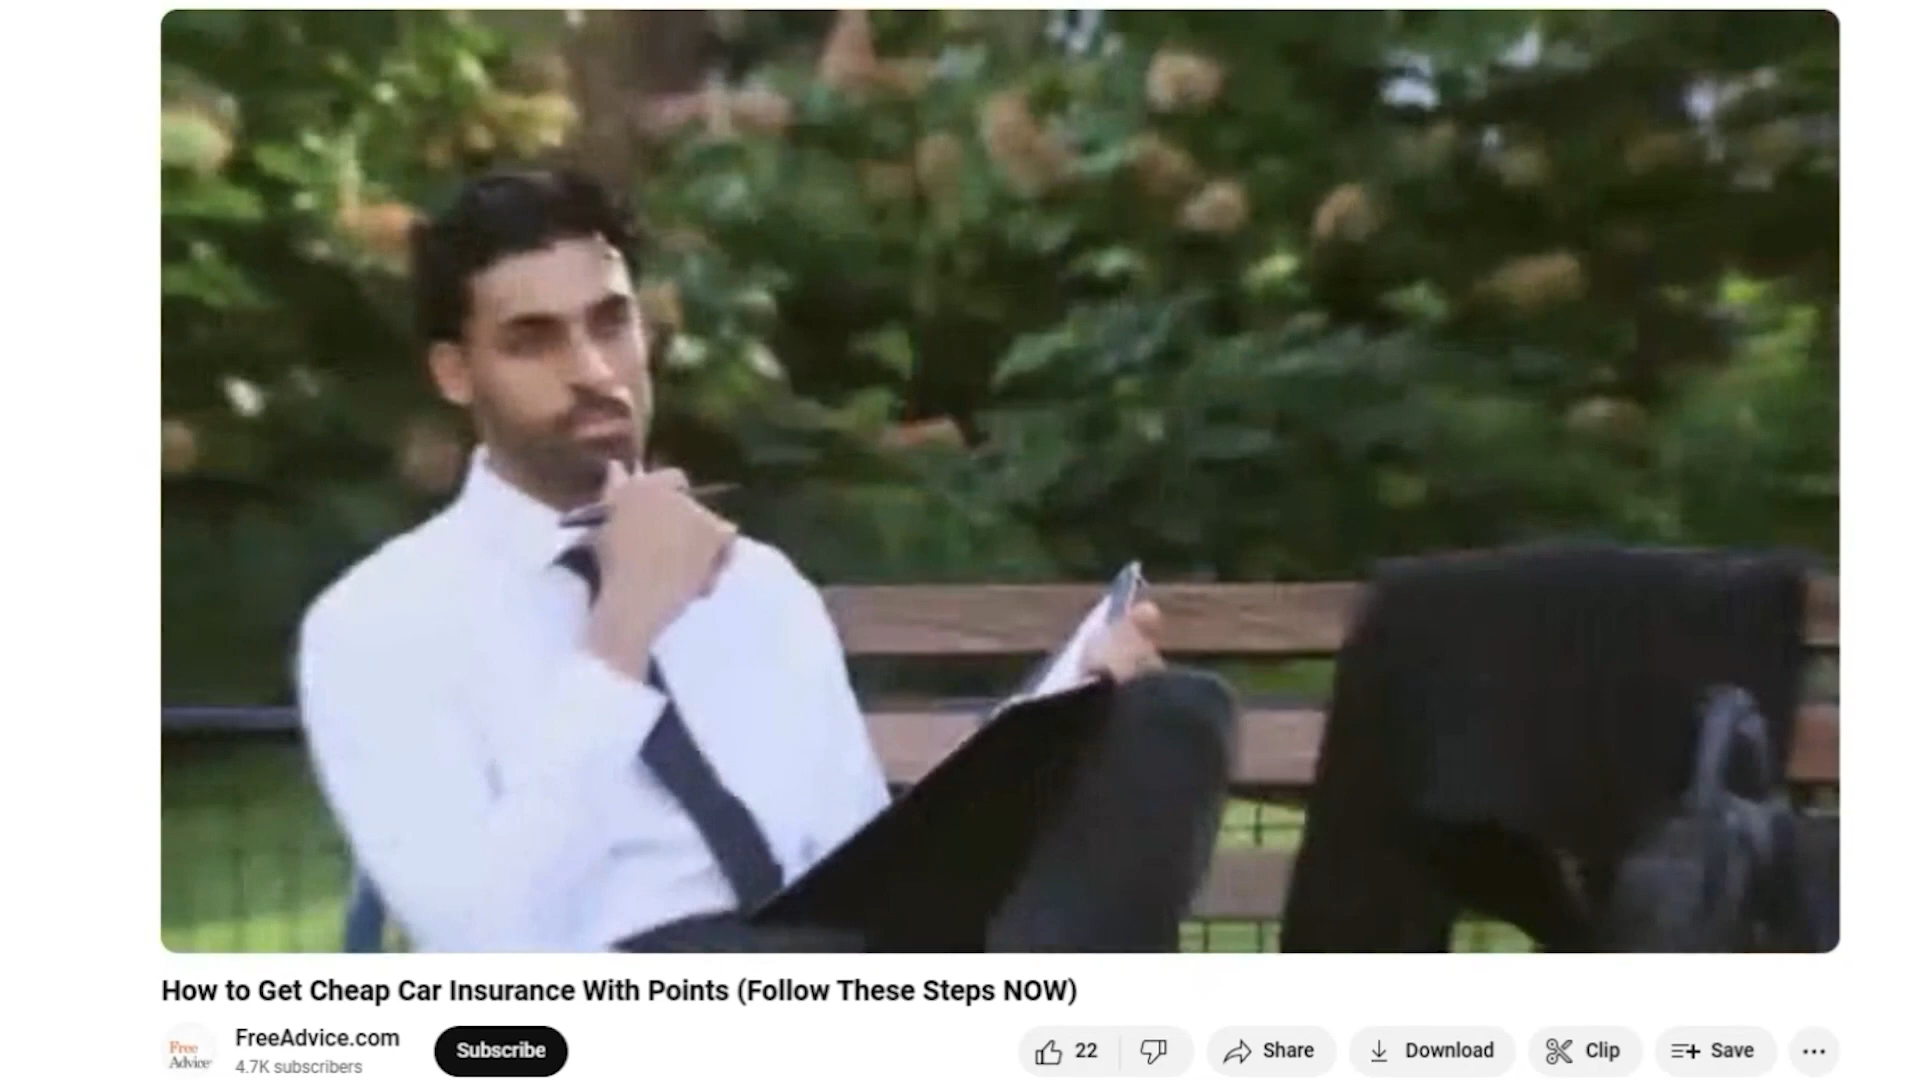 How to Get Cheap Car Insurance With Points (Follow These Steps NOW)
Free
Advice
FreeAdvice.com
4.7K subscribers
Subscribe
22
Share
Download
Clip
Save